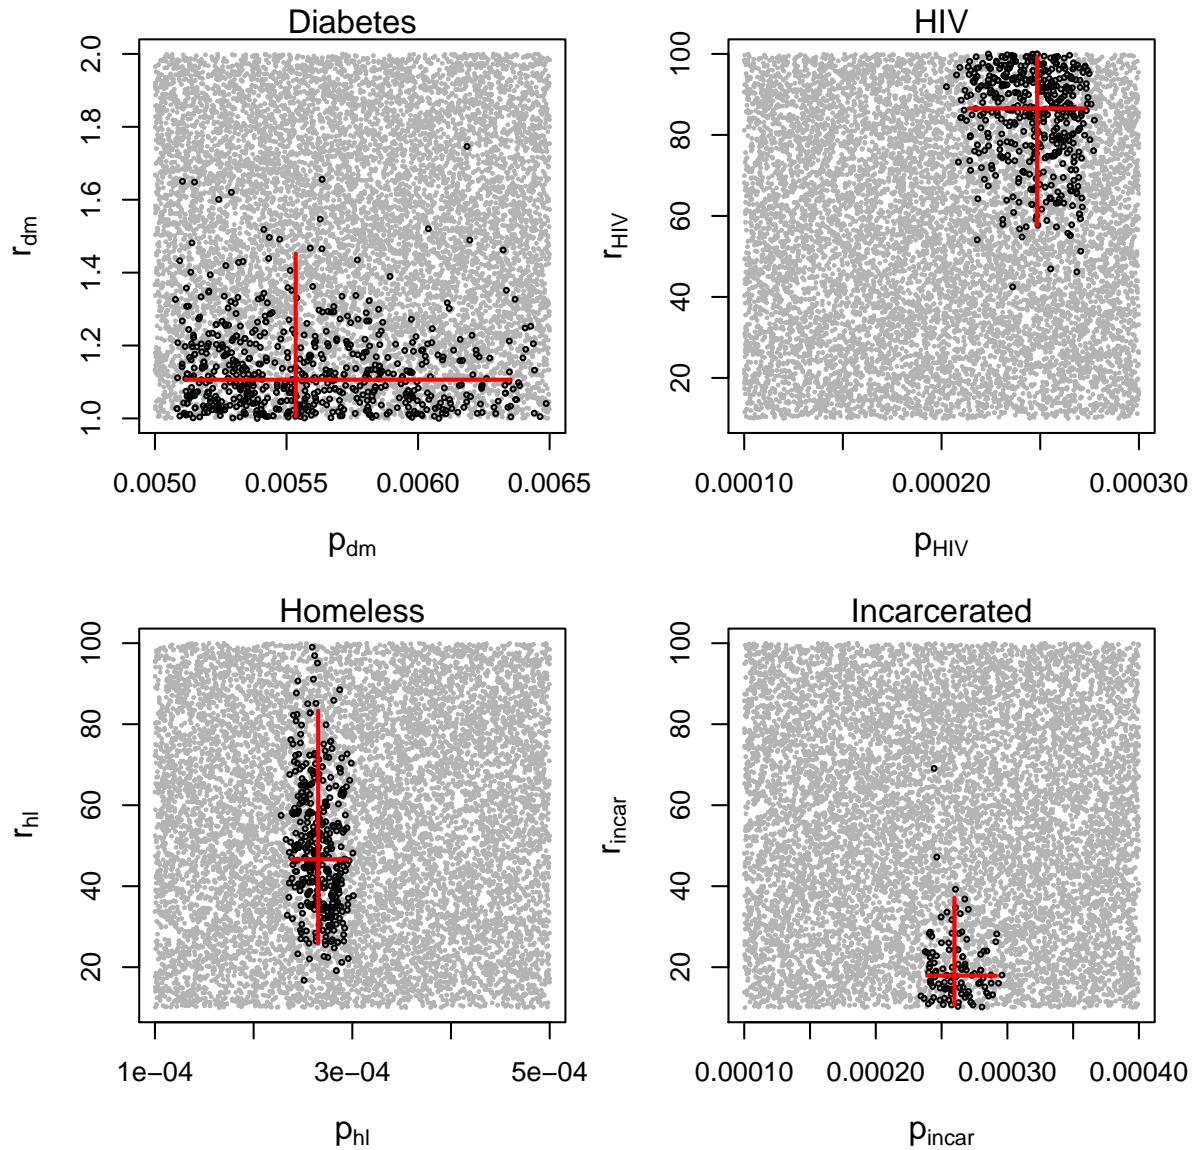 Diabetes
r_dm
2.0
1.8
1.6
1.4
1.2
1.0
0.0050 0.0055 0.0060 0.0065
p_dm
HIV
r_HIV
100
80
60
40
20
0.00010 0.00020 0.00030
p_HIV
Homeless
r_hl
100
80
60
40
20
1e−04 3e−04 5e−04
p_hl
Incarcerated
r_incar
100
80
60
40
20
0.00010 0.00020 0.00030 0.00040
p_incar